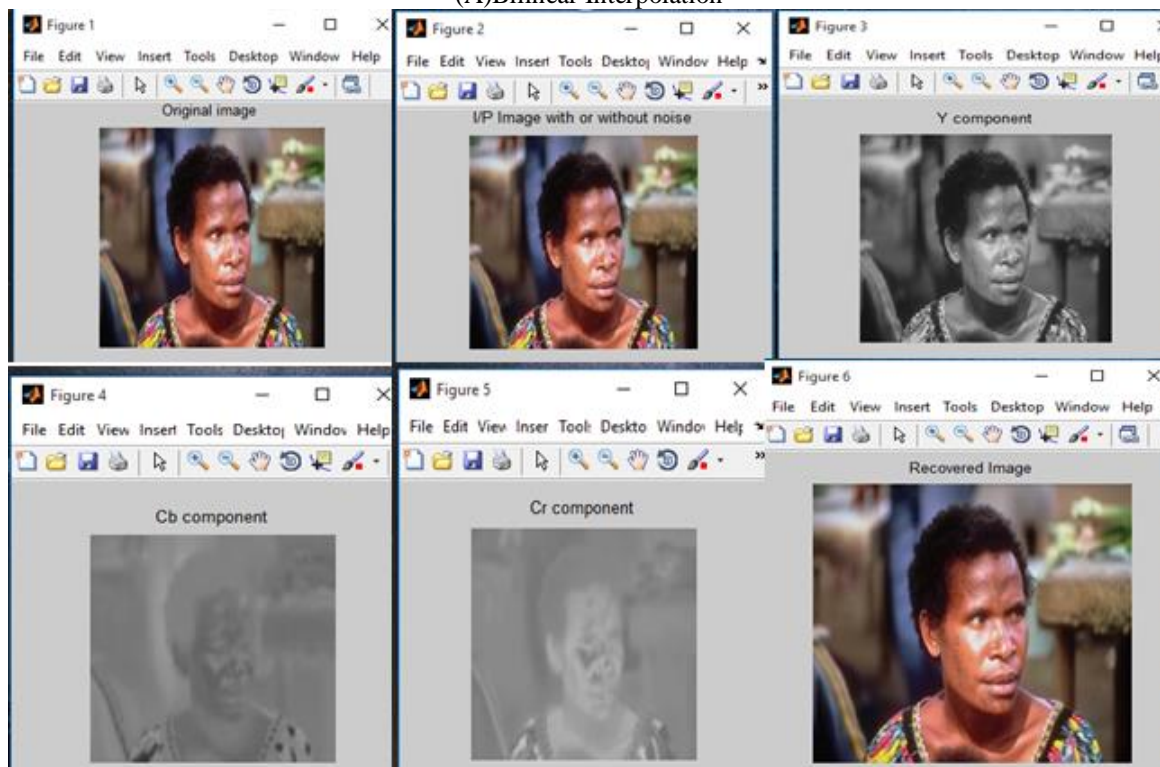 (A)Bilinear Interpolation
Figure 1
File Edit View Insert Tools Desktop Window Help
Original image
Figure 2
File Edit View Insert Tools Desktop Window Help
»
I/P Image with or without noise
Figure 3
File Edit View Insert Tools Desktop Window Help
Y component
Figure 4
File Edit View Insert Tools Desktop Window Help
Cb component
Figure 5
File Edit View Inser Tool: Deskto Window Help
»
Cr component
Figure 6
File Edit View Insert Tools Desktop Window Help
Recovered Image